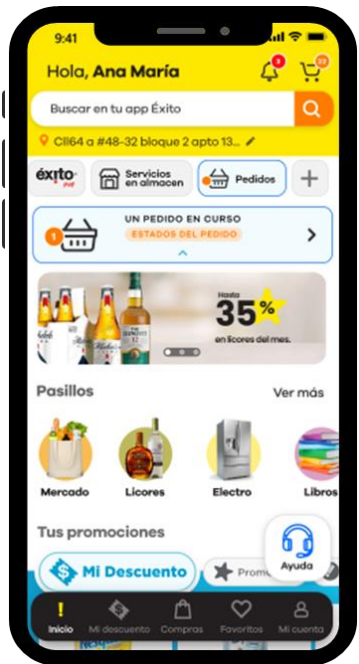 9:41
Hola, Ana María
Buscar en tu app Éxito
Cll64 a #48-32 bloque 2 apto 13...
éxito
Servicios
en almacen
Pedidos
UN PEDIDO EN CURSO
1
ESTADOS DEL PEDIDO
Hasta
35%
en licores del mes.
Pasillos
Ver más
Mercado
Licores
Electro
Libros
Tus promociones
Mi Descuento
Promo
Ayuda
Inicio
Mi descuento
Compras
Favoritos
Mi cuenta